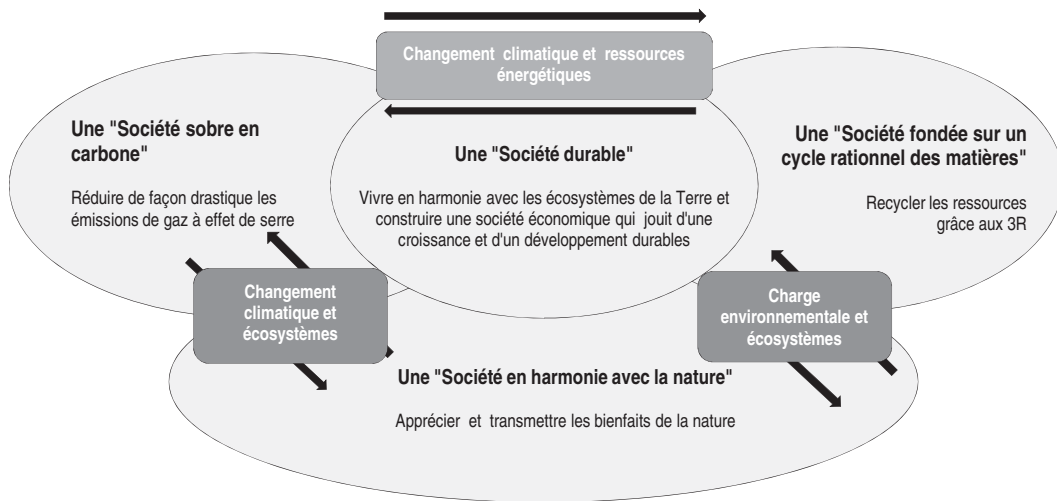 Changement climatique et ressources
énergétiques
Une "Société sobre en
carbone"
Réduire de façon drastique les
émissions de gaz à effet de serre
Une "Société durable"
Vivre en harmonie avec les écosystèmes de la Terre et
construire une société économique qui jouit d'une
croissance et d'un développement durables
Une "Société fondée sur un
cycle rationnel des matières"
Recycler les ressources
grâce aux 3R
Changement
climatique et
écosystèmes
Charge
environnementale et
écosystèmes
Une "Société en harmonie avec la nature"
Apprécier et transmettre les bienfaits de la nature